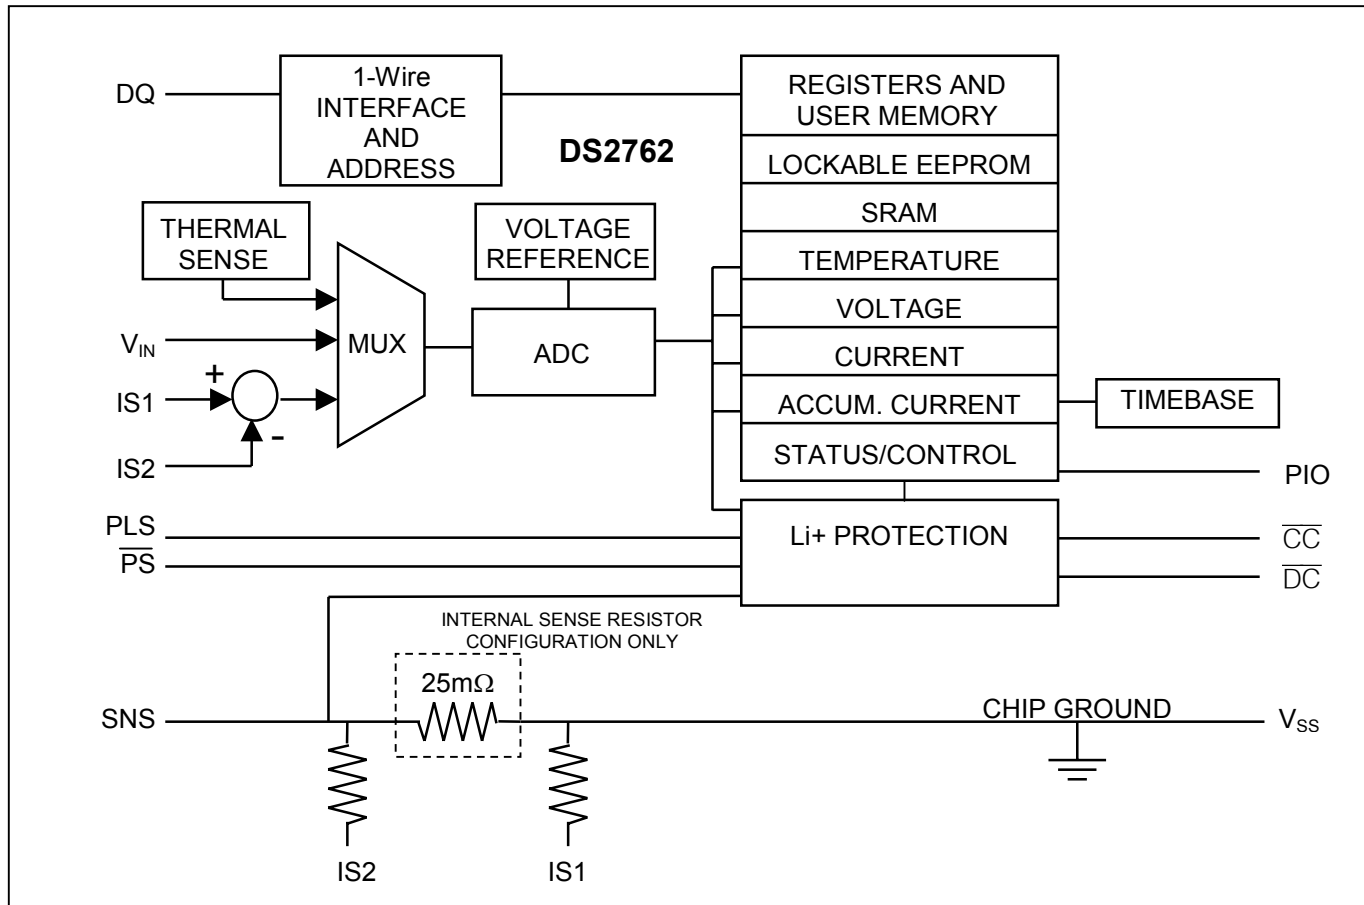 DQ
1-Wire
INTERFACE
AND
ADDRESS
DS2762
REGISTERS AND
USER MEMORY
LOCKABLE EEPROM
SRAM
TEMPERATURE
VOLTAGE
CURRENT
ACCUM. CURRENT
STATUS/CONTROL
THERMAL
SENSE
VOLTAGE
REFERENCE
VIN
MUX
ADC
+
IS1
-
IS2
TIMEBASE
PIO
PLS
PS
Li+ PROTECTION
CC
DC
INTERNAL SENSE RESISTOR
CONFIGURATION ONLY
25mΩ
SNS
CHIP GROUND
VSS
IS2
IS1